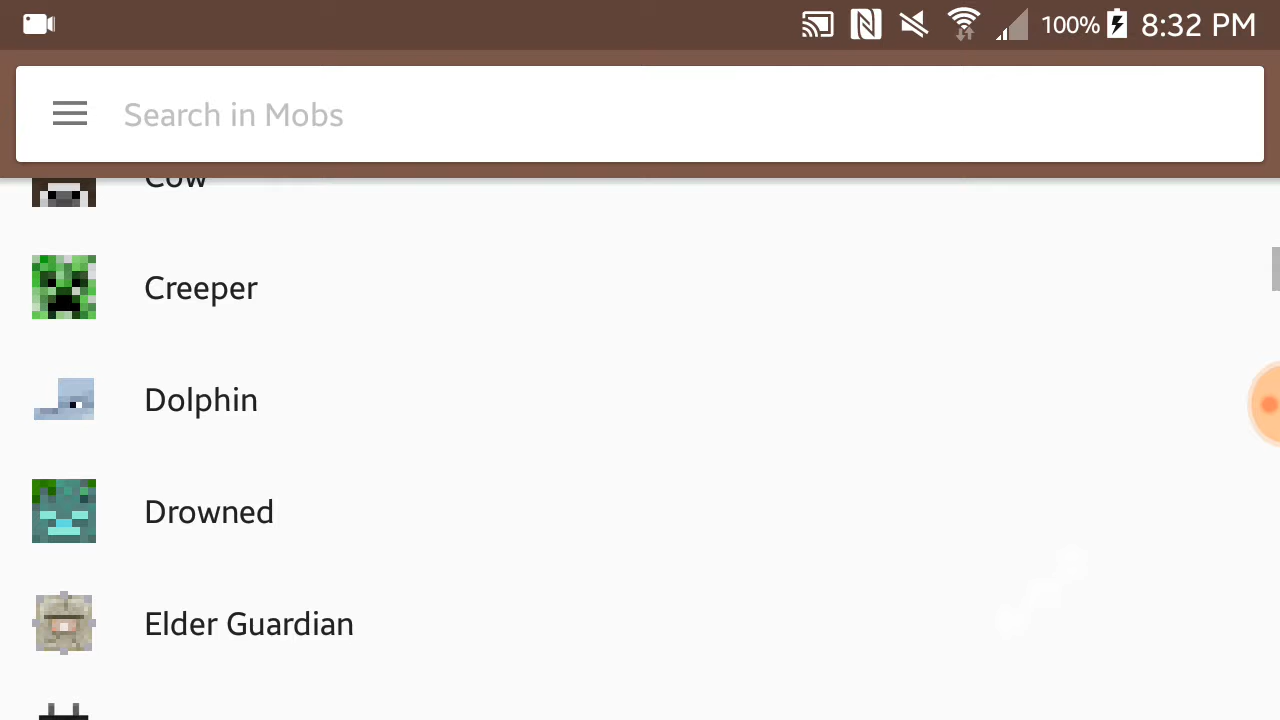 100% 8:32 PM
Search in Mobs
Cow
Creeper
Dolphin
Drowned
Elder Guardian